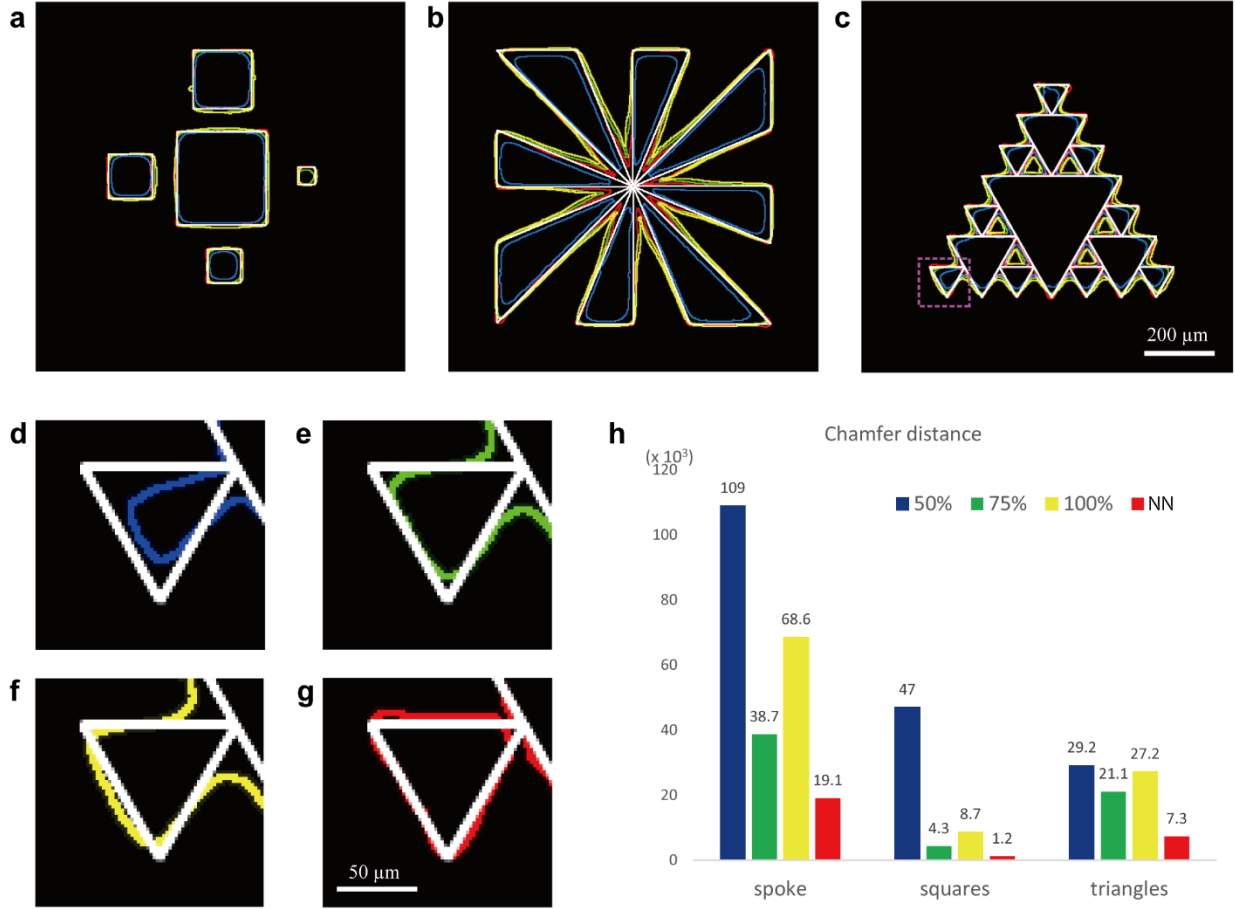 a
b
c
200 µm
d
e
f
g
50 µm
h
Chamfer distance
(x 10³)
120
100
80
60
40
20
0
50% 75% 100% NN
109
38.7
68.6
19.1
47
4.3
8.7
1.2
29.2
21.1
27.2
7.3
spoke squares triangles